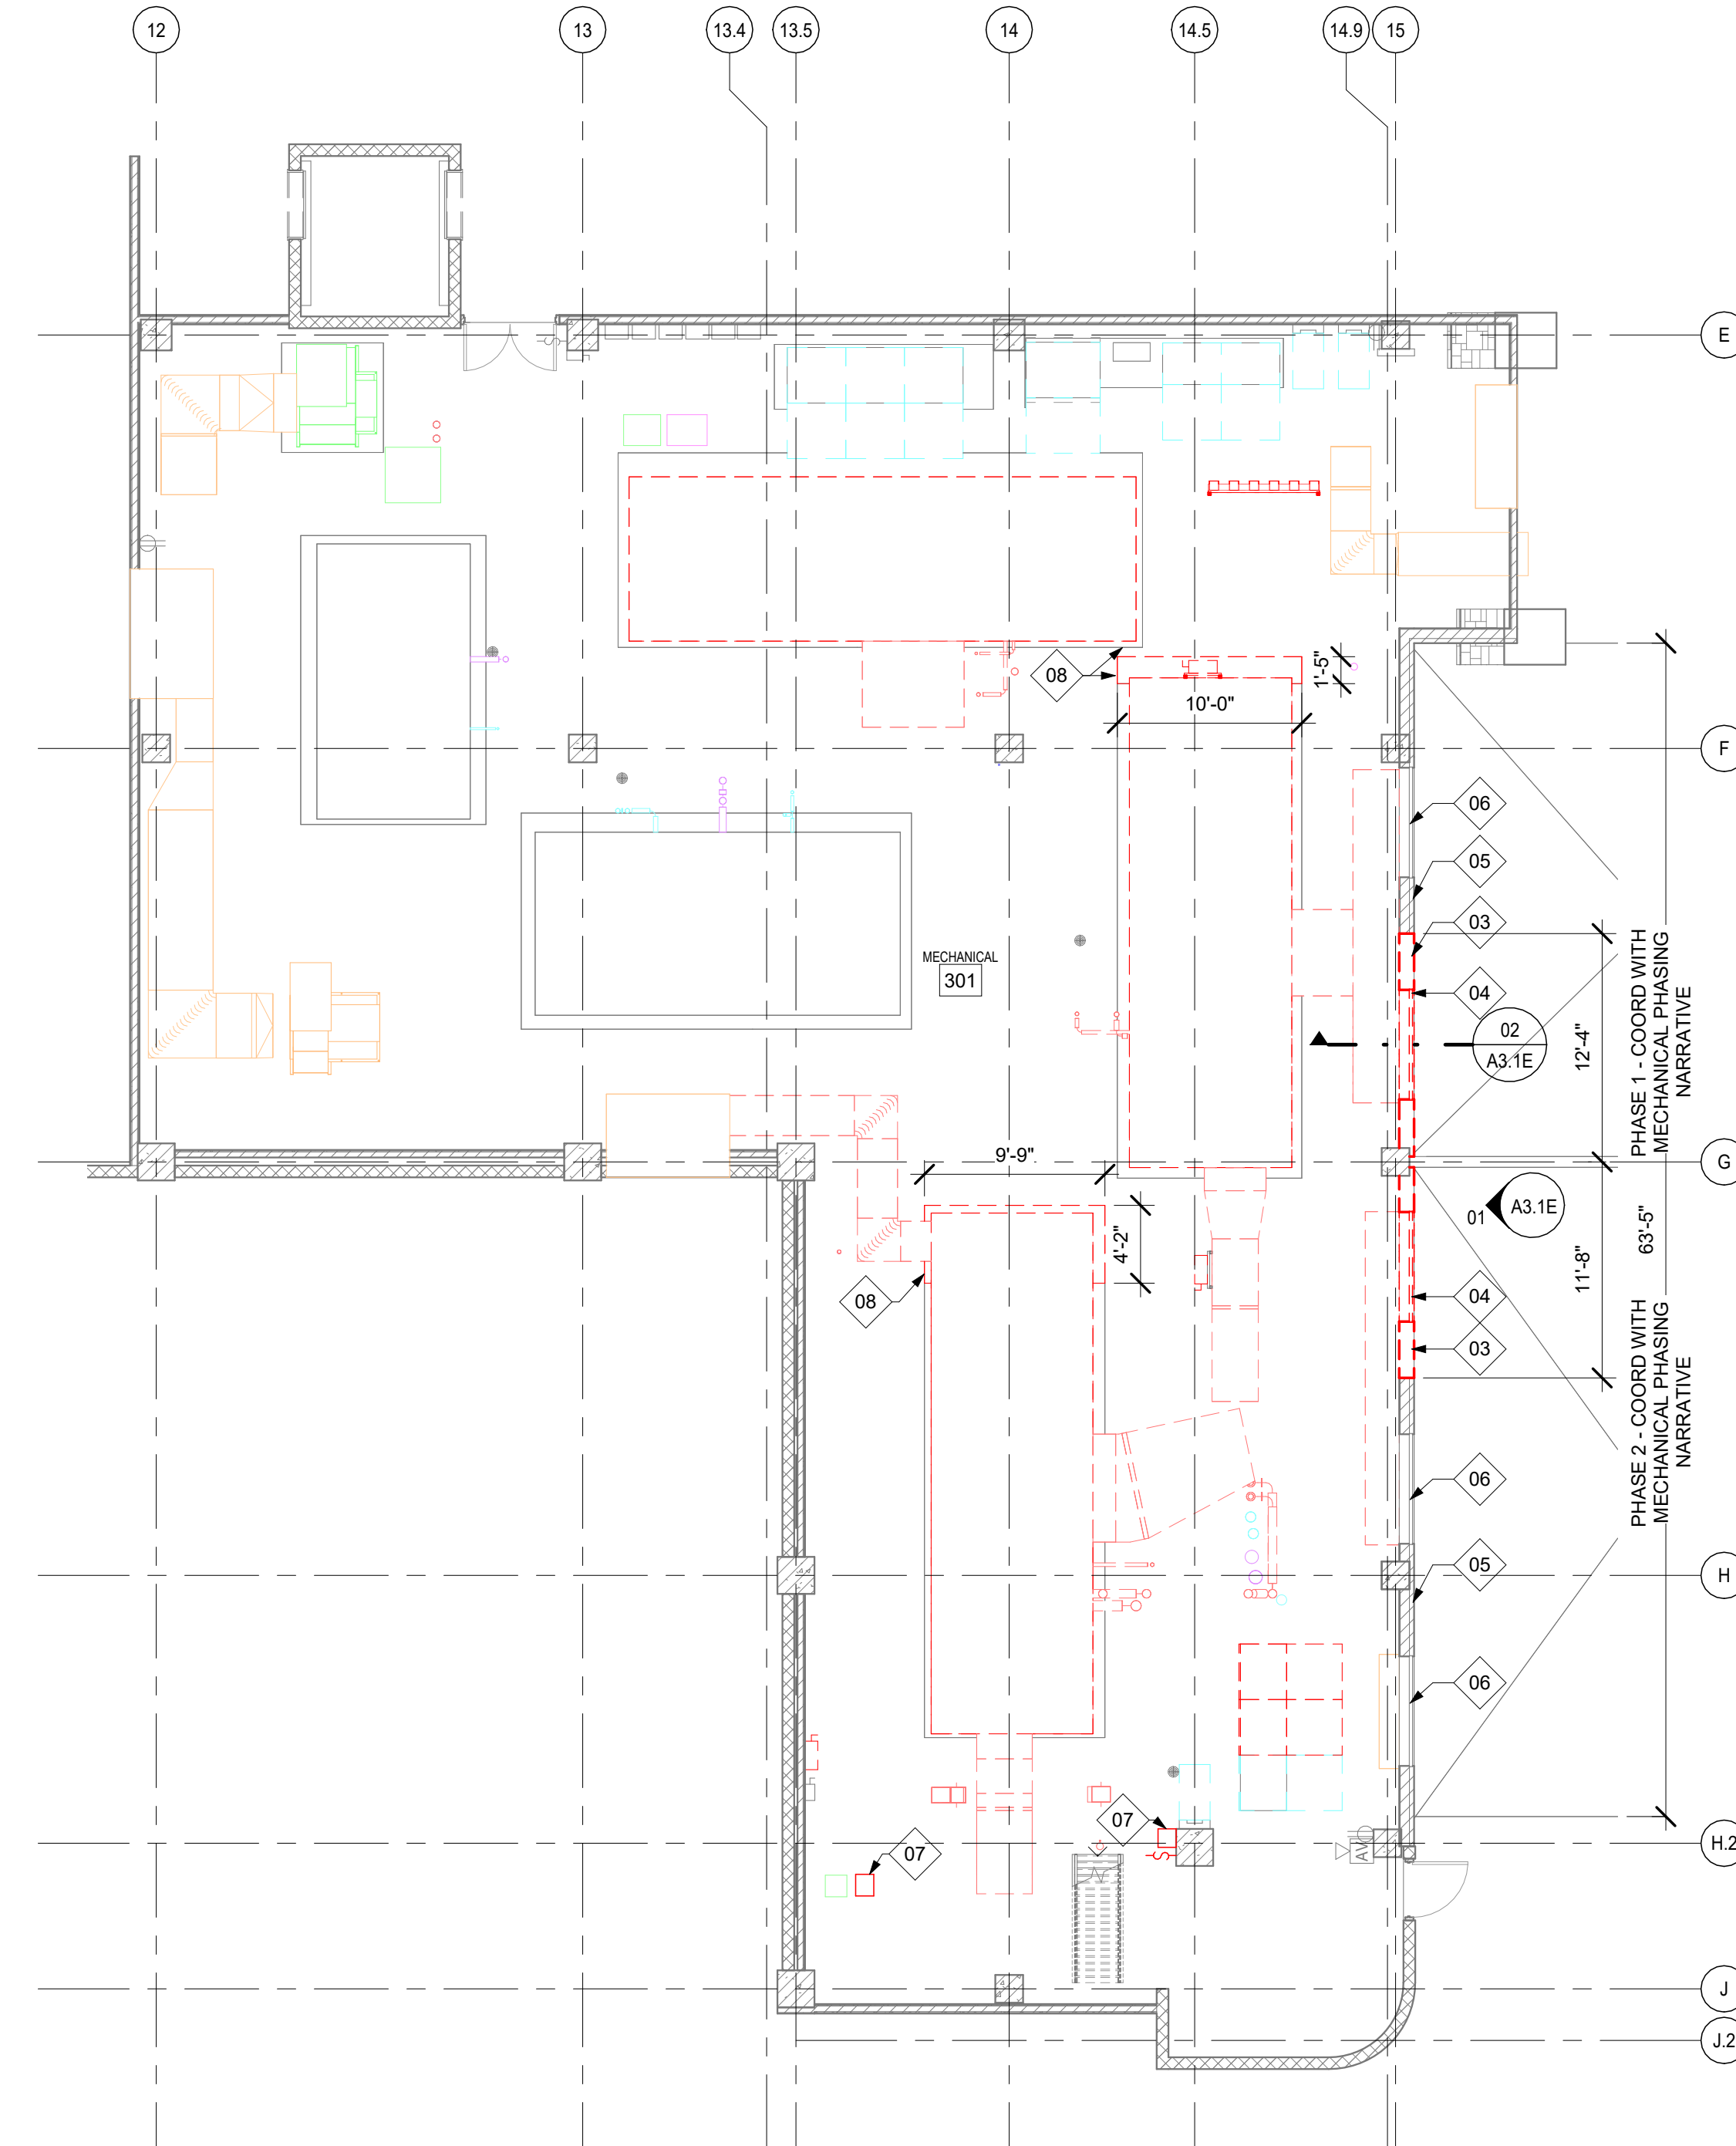 12
13
13.4
13.5
14
14.5
14.9
15
E
08
1'-5"
10'-0"
F
06
05
03
MECHANICAL
301
04
02
A3.1E
12'-4"
PHASE 1 - COORD WITH
MECHANICAL PHASING
NARRATIVE
9'-9"
G
01
A3.1E
63'-5"
4'-2"
11'-8"
08
04
03
PHASE 2 - COORD WITH
MECHANICAL PHASING
NARRATIVE
06
05
H
06
07
S
AV
H.2
07
J
J.2
S